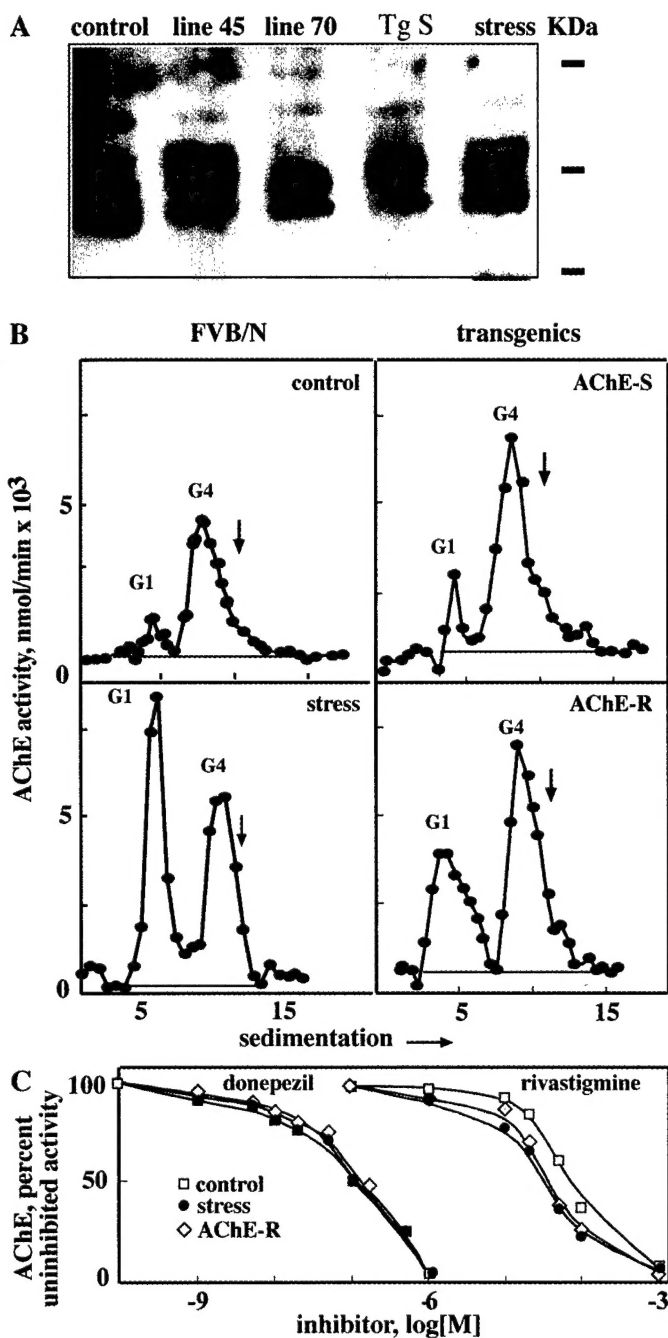 A
control line 45 line 70 Tg S stress KDa
B
FVB/N transgenics
control AChE-S
G1 G4 G1 G4
5
0
stress AChE-R
G1 G4 G1 G4
5
0
AChE activity, nmol/min x 10³
5 15 5 15
sedimentation →
C
donepezil rivastigmine
100
50
0
AChE, percent
uninhibited activity
□ control
● stress
◇ AChE-R
-9 -6 -3
inhibitor, log[M]